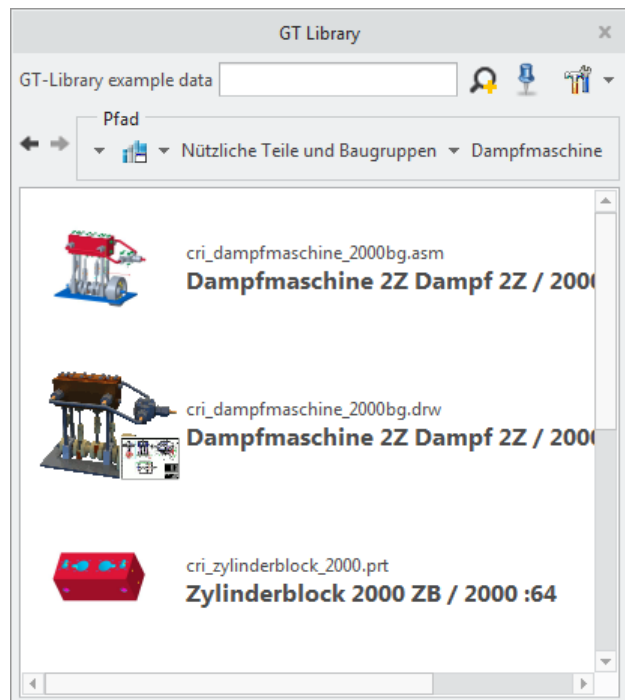 GT Library
GT-Library example data
Pfad
Nützliche Teile und Baugruppen Dampfmaschine
cri_dampfmaschine_2000bg.asm
Dampfmaschine 2Z Dampf 2Z / 2000
cri_dampfmaschine_2000bg.drw
Dampfmaschine 2Z Dampf 2Z / 2000
cri_zylinderblock_2000.prt
Zylinderblock 2000 ZB / 2000 :64